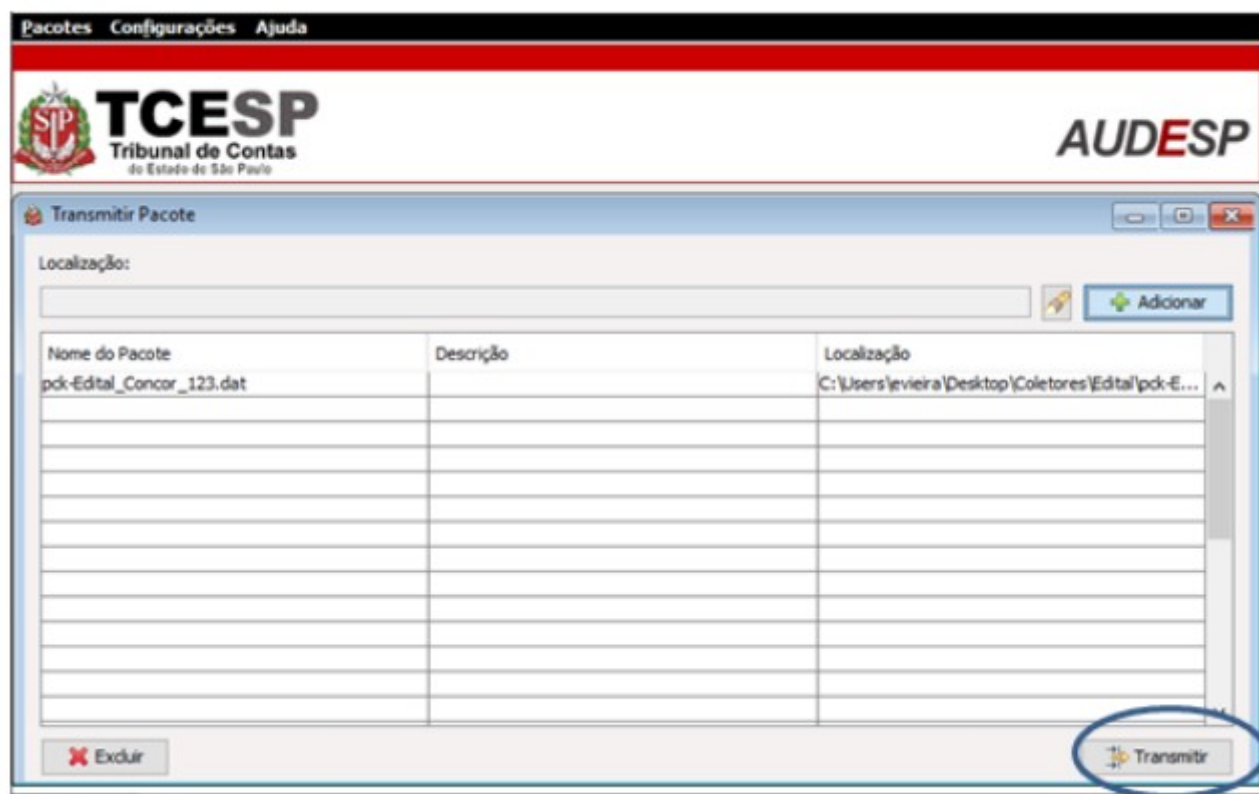 Pacotes Configurações Ajuda
SP
TCESP
Tribunal de Contas
do Estado de São Paulo
AUDESP
Transmitir Pacote
Localização:
Adicionar
Nome do Pacote Descrição Localização
pck-Edital_Concor_123.dat C:\Users\evieira\Desktop\Coletores\Edital\pck-E...
Excluir Transmitir